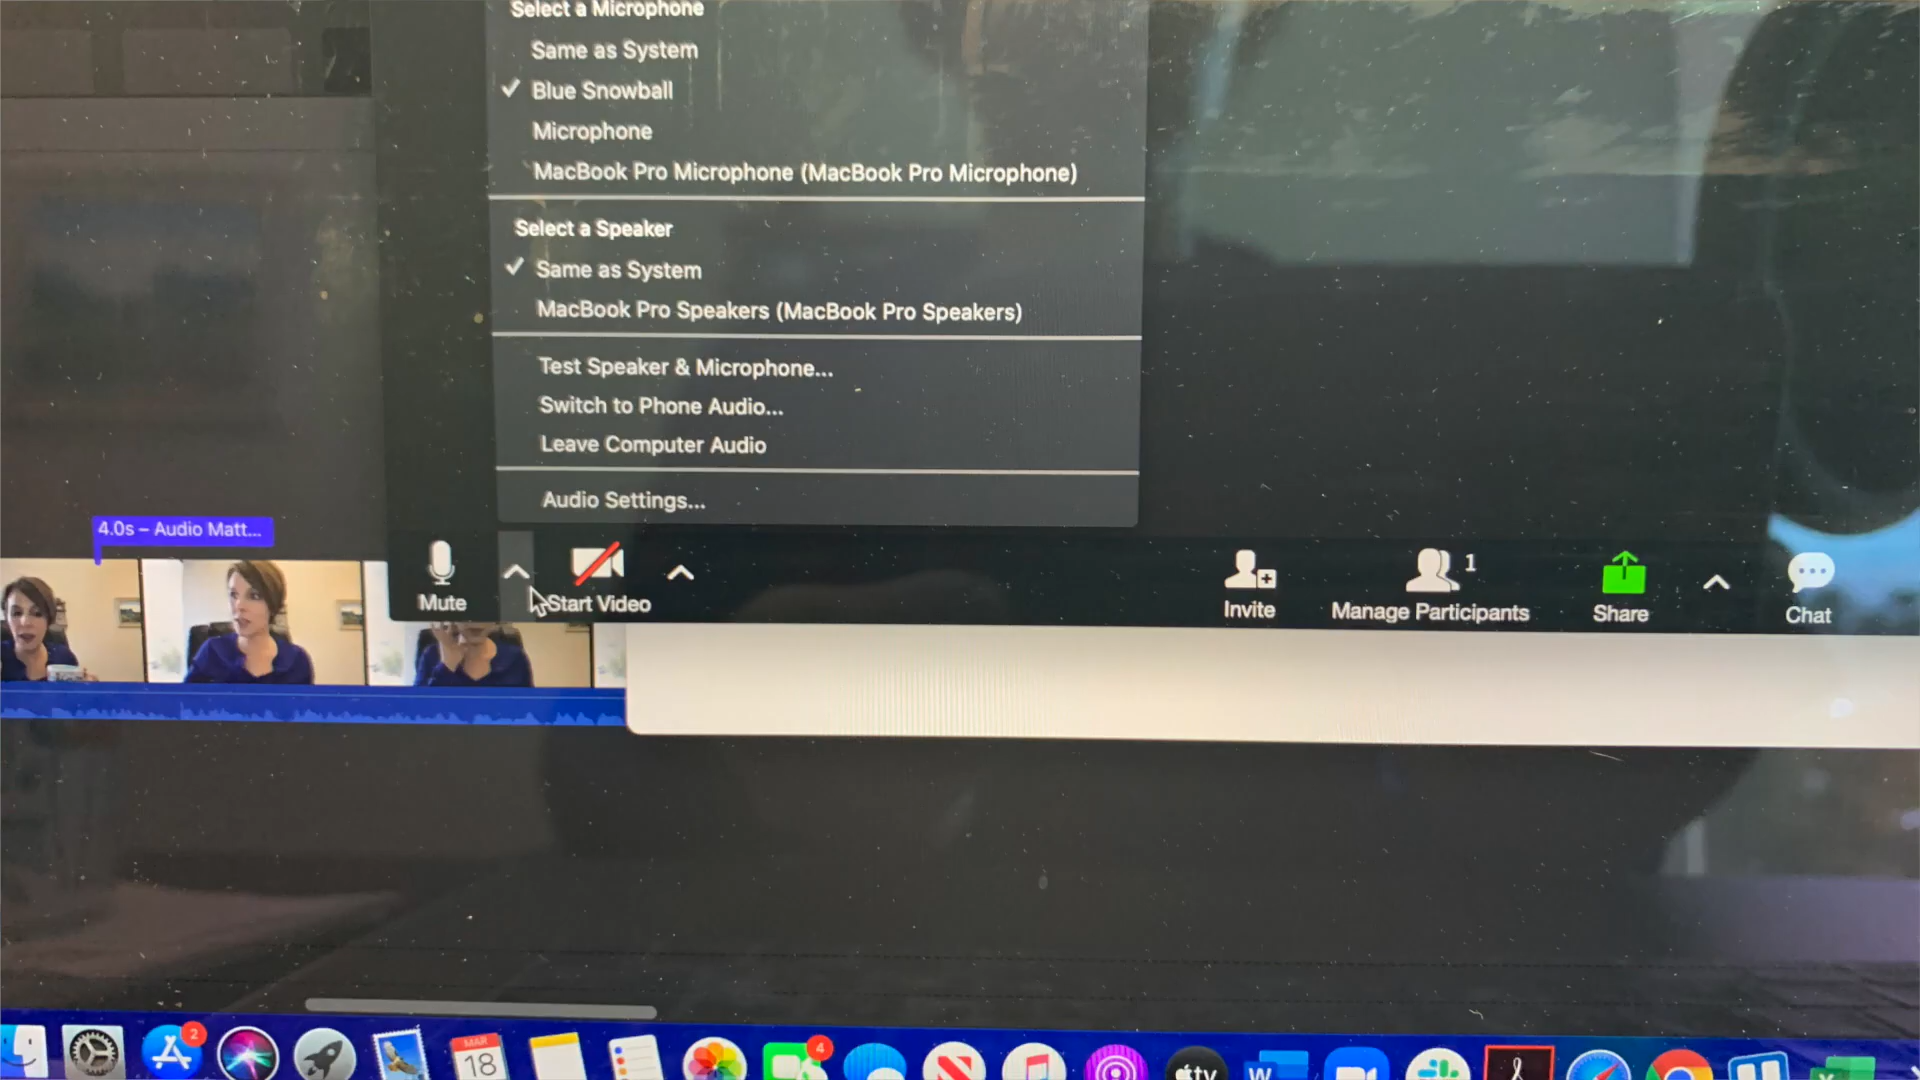 Select a Microphone
Same as System
✓ Blue Snowball
Microphone
MacBook Pro Microphone (MacBook Pro Microphone)
Select a Speaker
✓ Same as System
MacBook Pro Speakers (MacBook Pro Speakers)
Test Speaker & Microphone...
Switch to Phone Audio...
Leave Computer Audio
Audio Settings...
4.0s – Audio Matt...
Mute
Start Video
Invite
1
Manage Participants
Share
Chat
2
MAR
18
4
tv
W